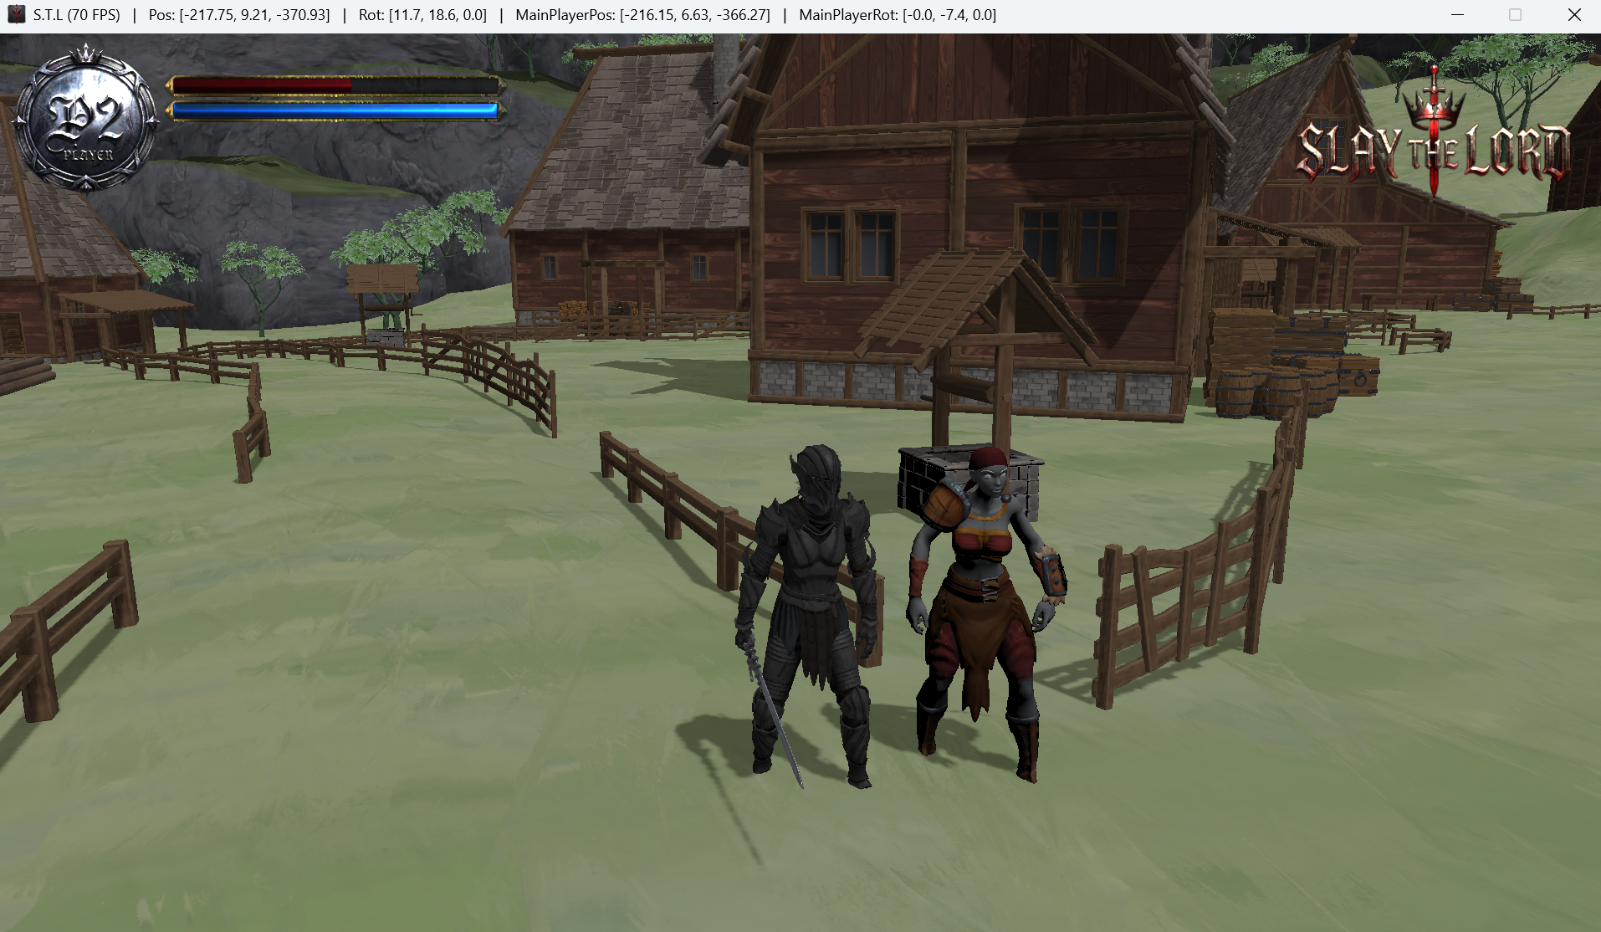 S.T.L (70 FPS) | Pos: [-217.75, 9.21, -370.93] | Rot: [11.7, 18.6, 0.0] | MainPlayerPos: [-216.15, 6.63, -366.27] | MainPlayerRot: [-0.0, -7.4, 0.0]
P2
PLAYER
SLAY THE LORD